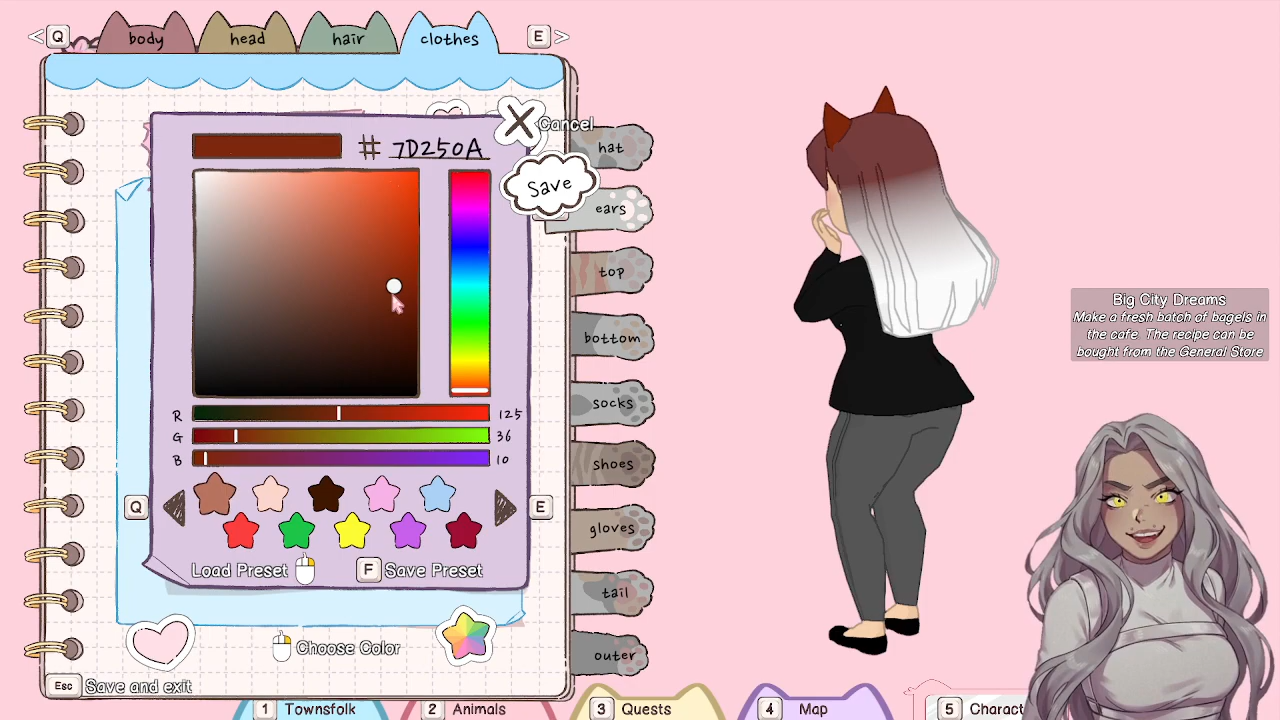 < Q body head hair clothes E >
Cancel
# 7D250A
Save
R 125
G 36
B 10
Q E
Load Preset F Save Preset
Choose Color
Esc Save and exit
hat
ears
top
bottom
socks
shoes
gloves
tail
outer
Big City Dreams
Make a fresh batch of bagels in
the cafe. The recipe can be
bought from the General Store
1 Townsfolk 2 Animals 3 Quests 4 Map 5 Charact